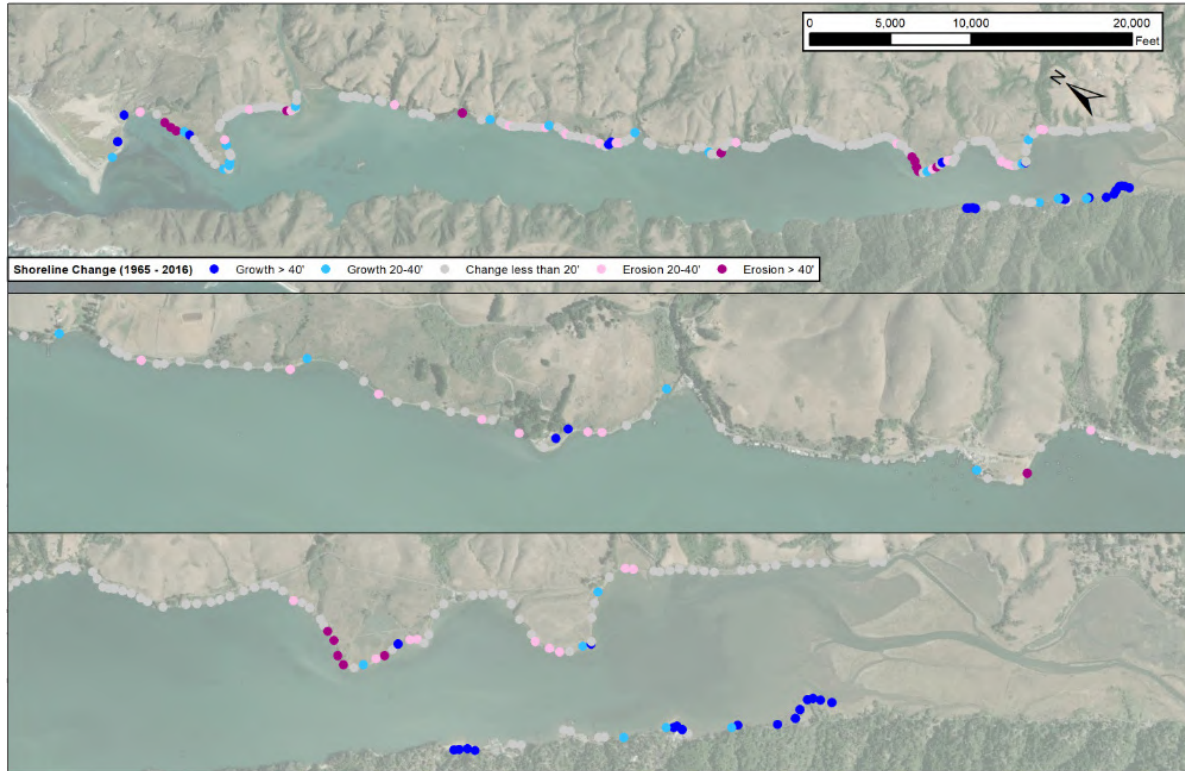 0 5,000 10,000 20,000
Feet
N
Shoreline Change (1965 - 2016) Growth > 40' Growth 20-40' Change less than 20' Erosion 20-40' Erosion > 40'